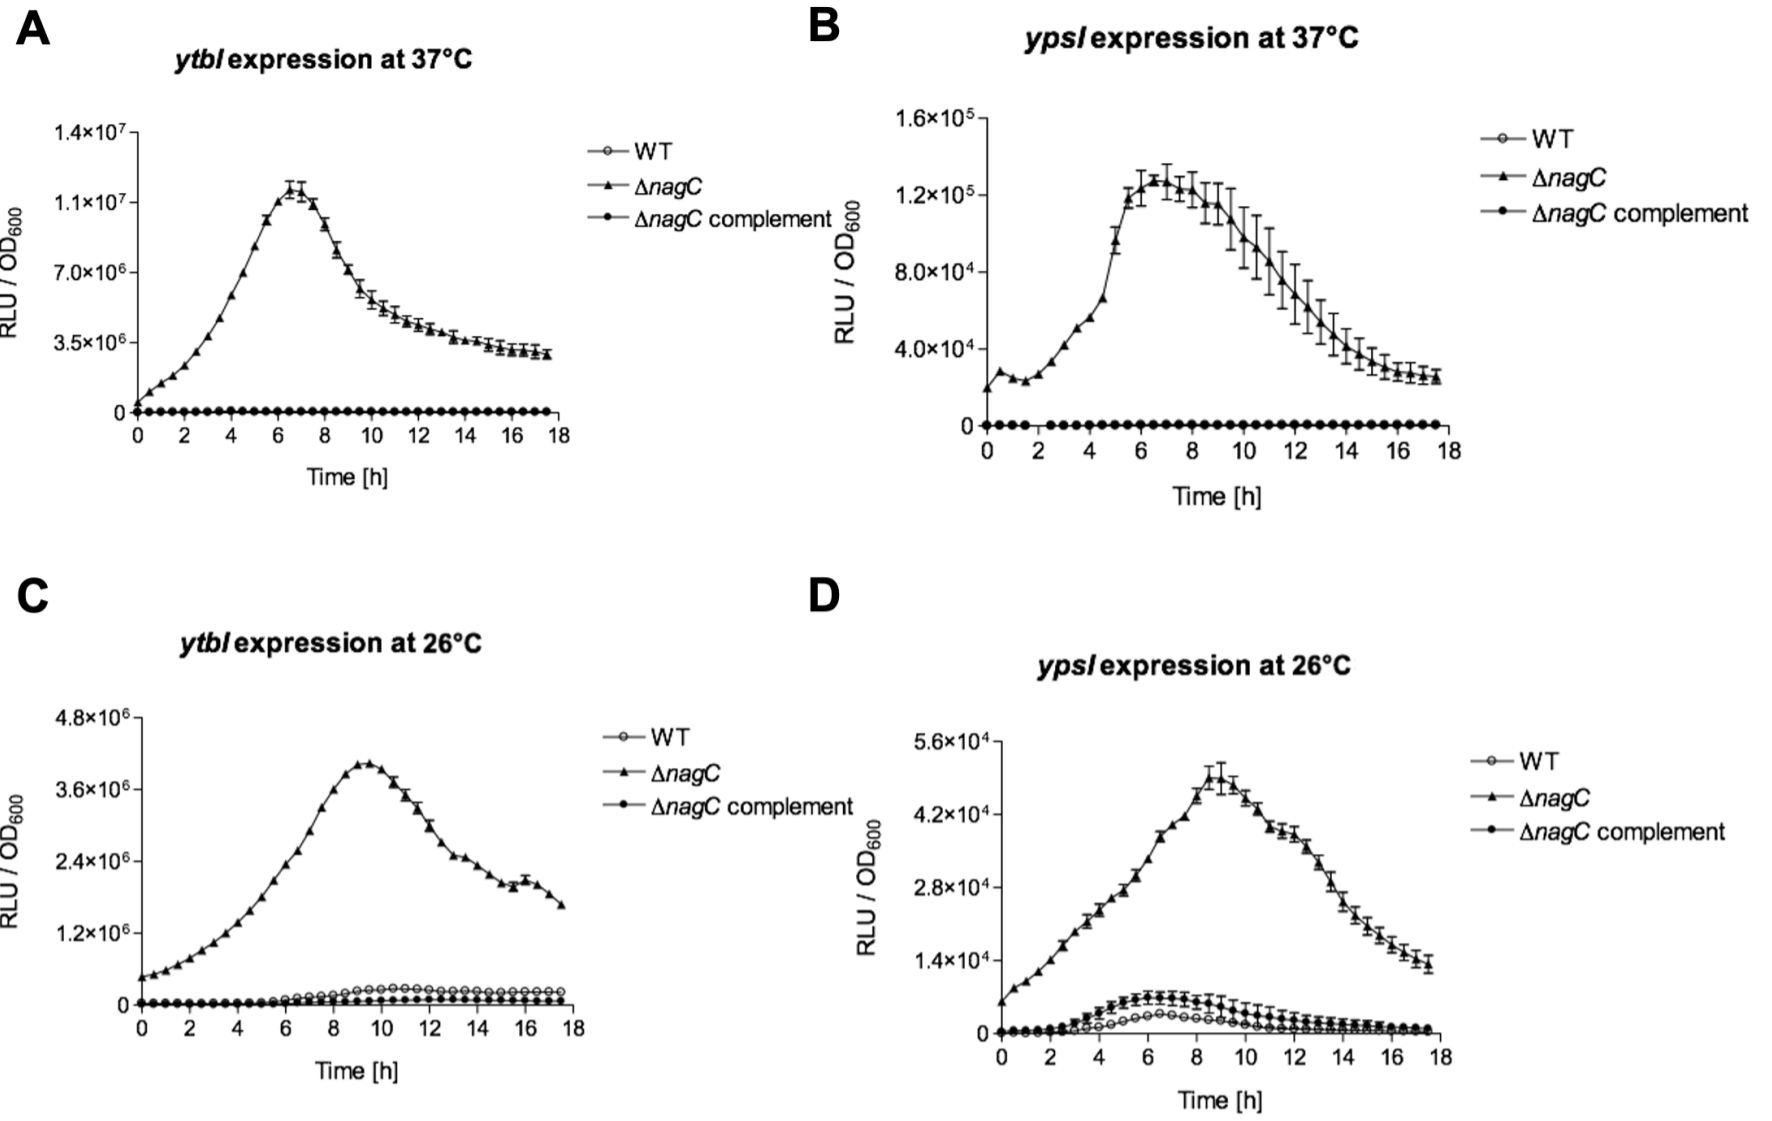 A
ytbI expression at 37°C
1.4×10⁷
1.1×10⁷
7.0×10⁶
3.5×10⁶
0
RLU / OD₆₀₀
0 2 4 6 8 10 12 14 16 18
Time [h]
WT
ΔnagC
ΔnagC complement
B
ypsI expression at 37°C
1.6×10⁵
1.2×10⁵
8.0×10⁴
4.0×10⁴
0
RLU / OD₆₀₀
0 2 4 6 8 10 12 14 16 18
Time [h]
WT
ΔnagC
ΔnagC complement
C
ytbI expression at 26°C
4.8×10⁶
3.6×10⁶
2.4×10⁶
1.2×10⁶
0
RLU / OD₆₀₀
0 2 4 6 8 10 12 14 16 18
Time [h]
WT
ΔnagC
ΔnagC complement
D
ypsI expression at 26°C
5.6×10⁴
4.2×10⁴
2.8×10⁴
1.4×10⁴
0
RLU / OD₆₀₀
0 2 4 6 8 10 12 14 16 18
Time [h]
WT
ΔnagC
ΔnagC complement